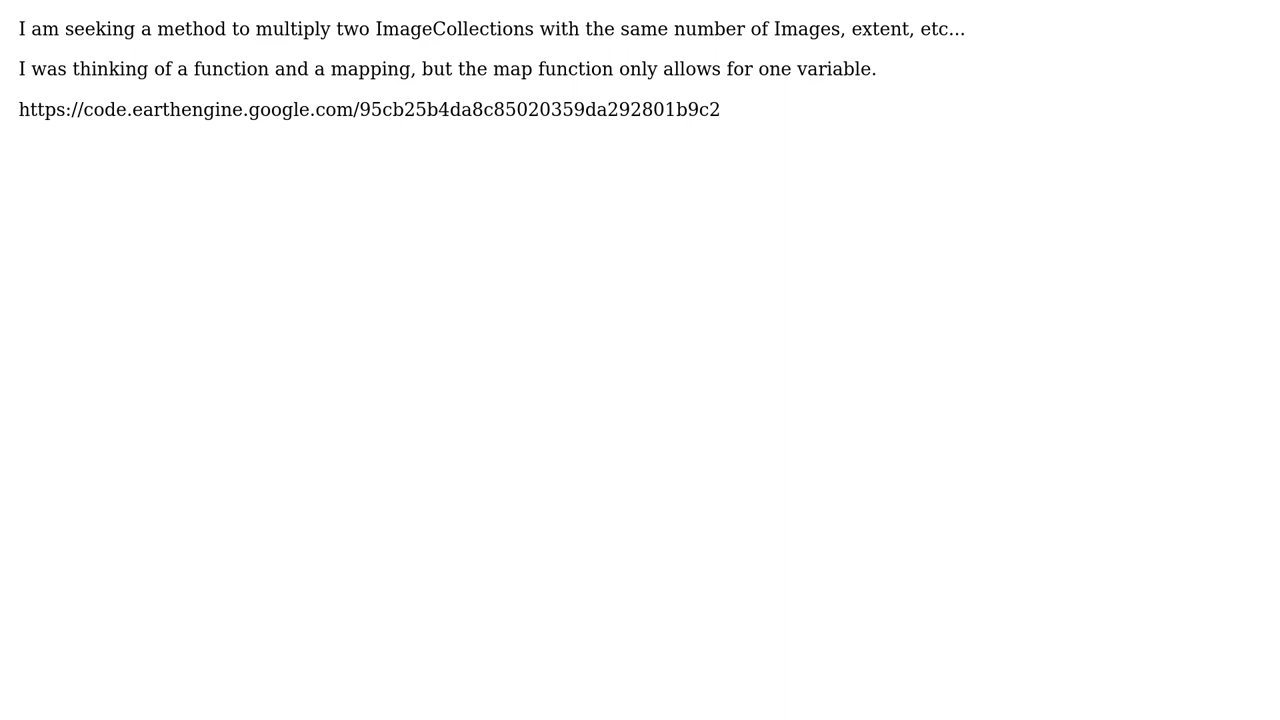 I am seeking a method to multiply two ImageCollections with the same number of Images, extent, etc...
I was thinking of a function and a mapping, but the map function only allows for one variable.
https://code.earthengine.google.com/95cb25b4da8c85020359da292801b9c2